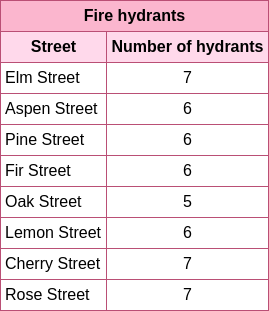 Fire hydrants
Street Number of hydrants
Elm Street 7
Aspen Street 6
Pine Street 6
Fir Street 6
Oak Street 5
Lemon Street 6
Cherry Street 7
Rose Street 7